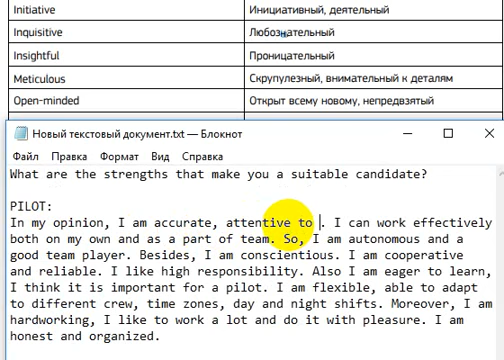 Initiative Инициативный, деятельный
Inquisitive Любознательный
Insightful Проницательный
Meticulous Скрупулезный, внимательный к деталям
Open-minded Открыт всему новому, непредвзятый
Новый текстовый документ.txt — Блокнот
Файл Правка Формат Вид Справка
What are the strengths that make you a suitable candidate?
PILOT:
In my opinion, I am accurate, attentive to . I can work effectively
both on my own and as a part of team. So, I am autonomous and a
good team player. Besides, I am conscientious. I am cooperative
and reliable. I like high responsibility. Also I am eager to learn,
I think it is important for a pilot. I am flexible, able to adapt
to different crew, time zones, day and night shifts. Moreover, I am
hardworking, I like to work a lot and do it with pleasure. I am
honest and organized.